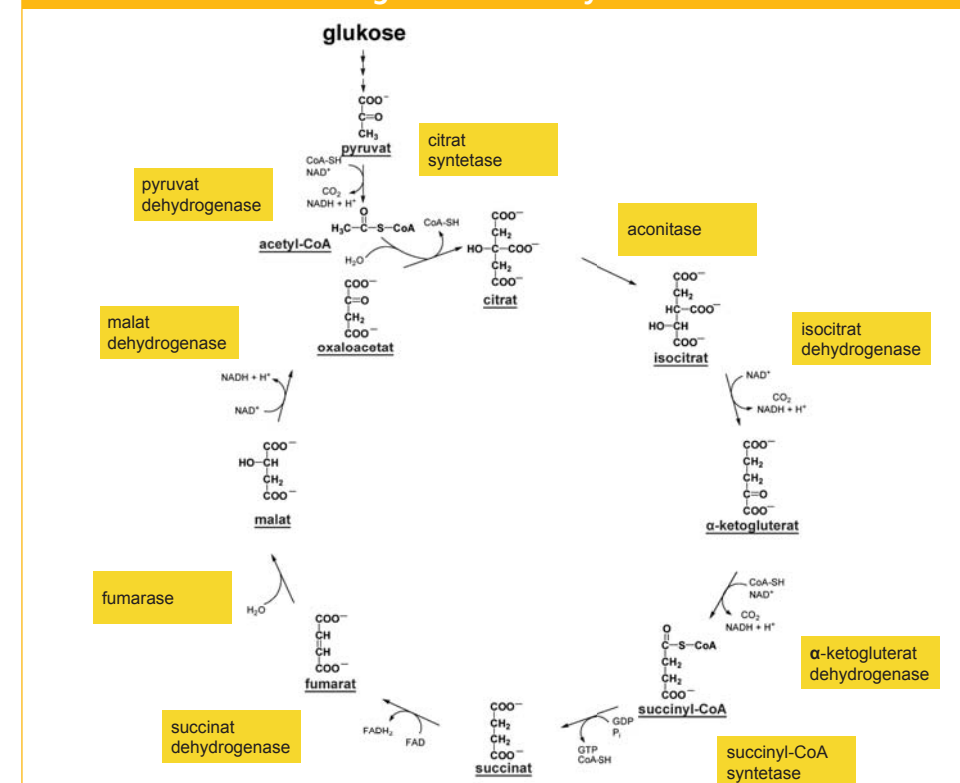 glukose
COO⁻
C=O
CH₃
pyruvat
CoA-SH
NAD⁺
CO₂
NADH + H⁺
pyruvat
dehydrogenase
citrat
syntetase
O
H₃C–C–S–CoA
acetyl-CoA
CoA-SH
H₂O
COO⁻
C=O
CH₂
COO⁻
oxaloacetat
COO⁻
CH₂
HO–C–COO⁻
CH₂
COO⁻
citrat
aconitase
COO⁻
CH₂
HC–COO⁻
HO–CH
COO⁻
isocitrat
isocitrat
dehydrogenase
NAD⁺
CO₂
NADH + H⁺
COO⁻
CH₂
CH₂
C=O
COO⁻
α-ketogluterat
CoA-SH
NAD⁺
CO₂
NADH + H⁺
α-ketogluterat
dehydrogenase
O
C–S–CoA
CH₂
CH₂
COO⁻
succinyl-CoA
GDP
Pᵢ
GTP
CoA-SH
succinyl-CoA
syntetase
COO⁻
CH₂
CH₂
COO⁻
succinat
FADH₂
FAD
succinat
dehydrogenase
COO⁻
CH
CH
COO⁻
fumarat
H₂O
fumarase
COO⁻
HO–CH
CH₂
COO⁻
malat
NADH + H⁺
NAD⁺
malat
dehydrogenase